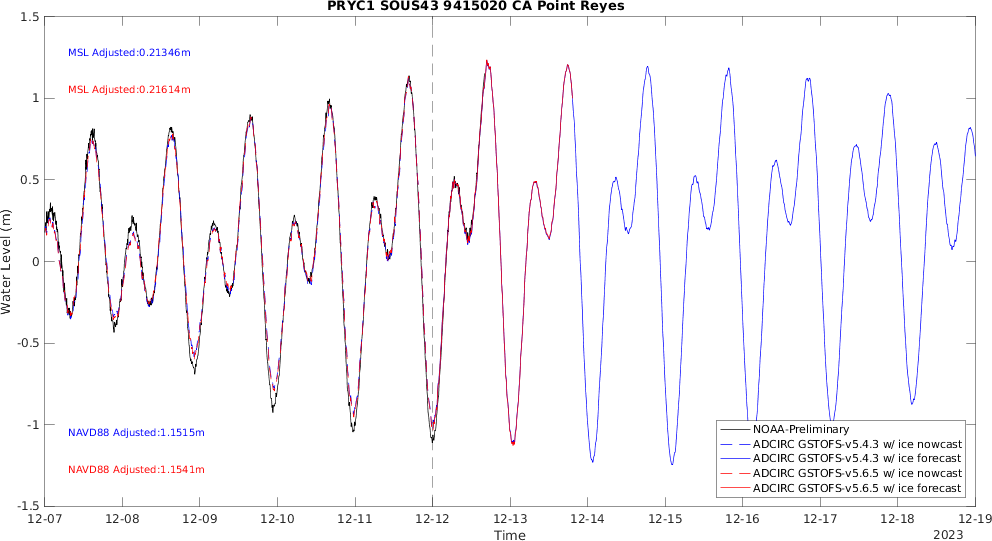 PRYC1 SOUS43 9415020 CA Point Reyes
1.5
1
0.5
0
-0.5
-1
-1.5
Water Level (m)
MSL Adjusted:0.21346m
MSL Adjusted:0.21614m
NAVD88 Adjusted:1.1515m
NAVD88 Adjusted:1.1541m
NOAA-Preliminary
ADCIRC GSTOFS-v5.4.3 w/ ice nowcast
ADCIRC GSTOFS-v5.4.3 w/ ice forecast
ADCIRC GSTOFS-v5.6.5 w/ ice nowcast
ADCIRC GSTOFS-v5.6.5 w/ ice forecast
12-07 12-08 12-09 12-10 12-11 12-12 12-13 12-14 12-15 12-16 12-17 12-18 12-19
Time
2023